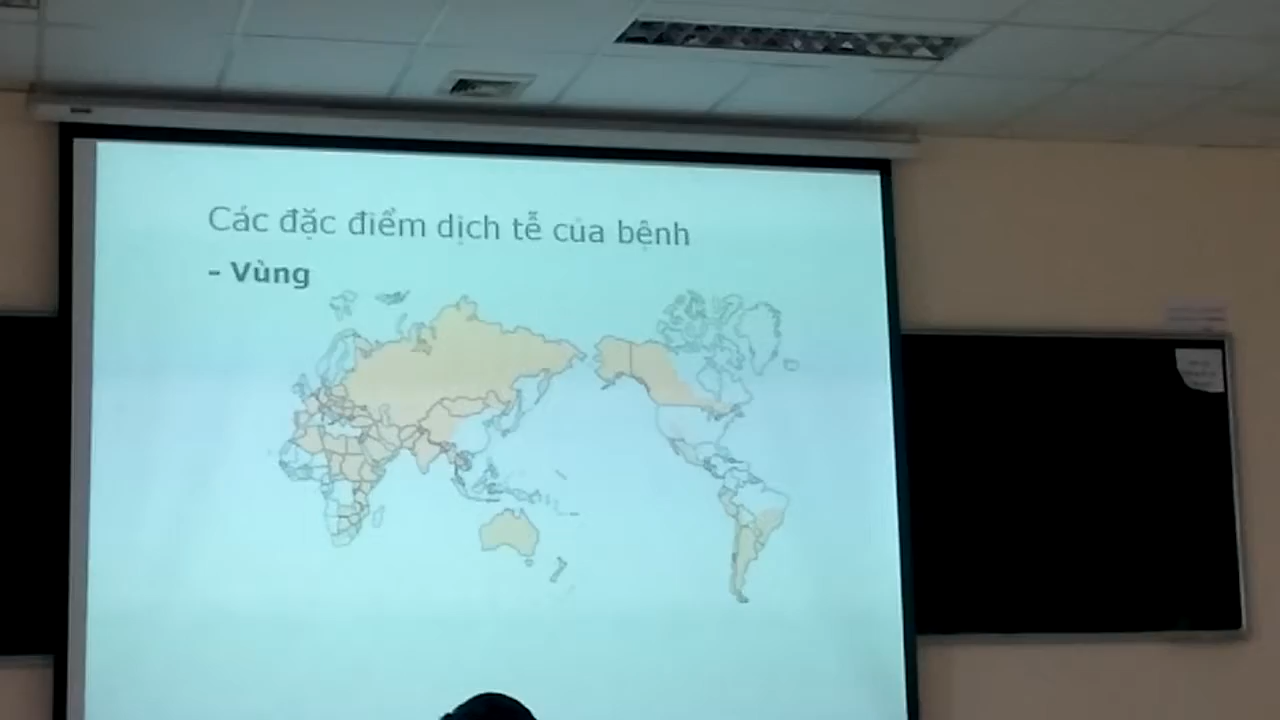 Các đặc điểm dịch tễ của bệnh
- Vùng